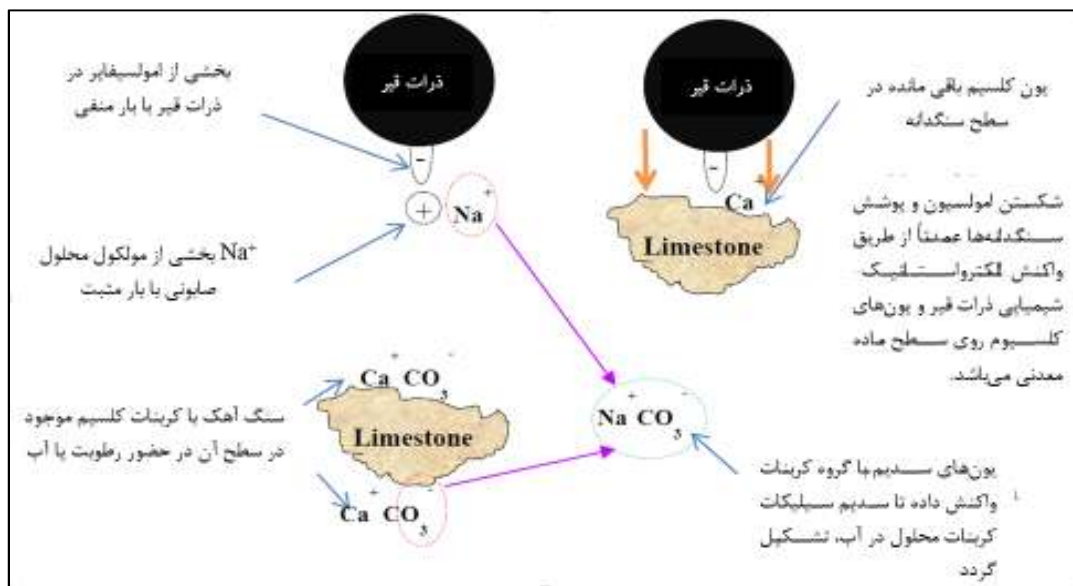 ذرات قیر
ذرات قیر
بخشی از امولسیفایر در
ذرات قیر با بار منفی
یون کلسیم باقی مانده در
سطح سنگدانه
-
+
Na+
-
Ca+
Limestone
Na+ بخشی از مولکول محلول
صابونی با بار مثبت
شکستن امولسیون و پوشش
سنگدانه‌ها عمدتاً از طریق
واکنش الکترواستاتیک-
شیمیایی ذرات قیر و یون‌های
کلسیوم روی سطح ماده
معدنی می‌باشد.
Ca+ CO3-
Limestone
Ca+ CO3-
سنگ آهک با کربنات کلسیم موجود
در سطح آن در حضور رطوبت یا آب
Na+ CO3-
یون‌های سدیم با گروه کربنات
واکنش داده تا سدیم سیلیکات
کربنات محلول در آب، تشکیل
گردد